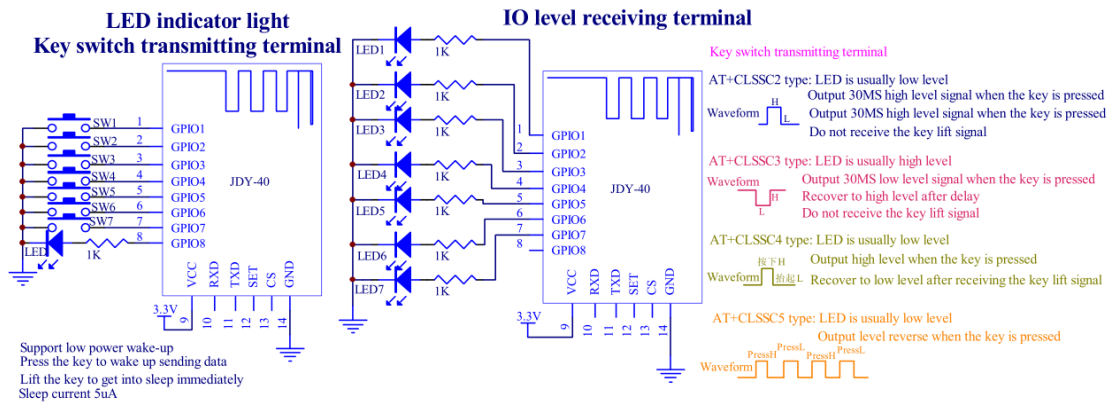 LED indicator light
Key switch transmitting terminal
SW1
SW2
SW3
SW4
SW5
SW6
SW7
LED
1K
1
2
3
4
5
6
7
8
GPIO1
GPIO2
GPIO3
GPIO4
GPIO5
GPIO6
GPIO7
GPIO8
JDY-40
VCC
RXD
TXD
SET
CS
GND
3.3V
9
10
11
12
13
14
Support low power wake-up
Press the key to wake up sending data
Lift the key to get into sleep immediately
Sleep current 5uA
IO level receiving terminal
LED1
1K
LED2
1K
LED3
1K
LED4
1K
LED5
1K
LED6
1K
LED7
1K
1
2
3
4
5
6
7
8
GPIO1
GPIO2
GPIO3
GPIO4
GPIO5
GPIO6
GPIO7
GPIO8
JDY-40
VCC
RXD
TXD
SET
CS
GND
3.3V
9
10
11
12
13
14
Key switch transmitting terminal
AT+CLSSC2 type: LED is usually low level
Output 30MS high level signal when the key is pressed
Waveform H L Output 30MS high level signal when the key is pressed
Do not receive the key lift signal
AT+CLSSC3 type: LED is usually high level
Waveform Output 30MS low level signal when the key is pressed
H Recover to high level after delay
L Do not receive the key lift signal
AT+CLSSC4 type: LED is usually low level
按下H Output high level when the key is pressed
Waveform 抬起L Recover to low level after receiving the key lift signal
AT+CLSSC5 type: LED is usually low level
Output level reverse when the key is pressed
PressH PressL PressH PressL
Waveform